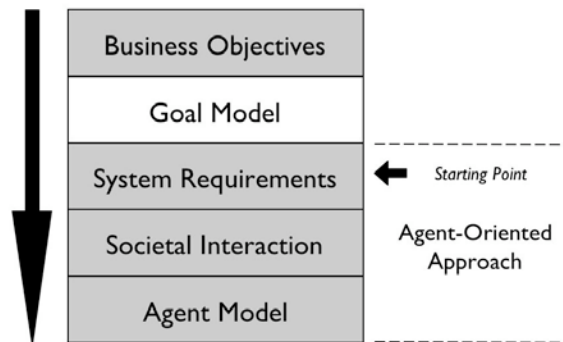 Business Objectives
Goal Model
System Requirements
Starting Point
Societal Interaction
Agent-Oriented
Approach
Agent Model